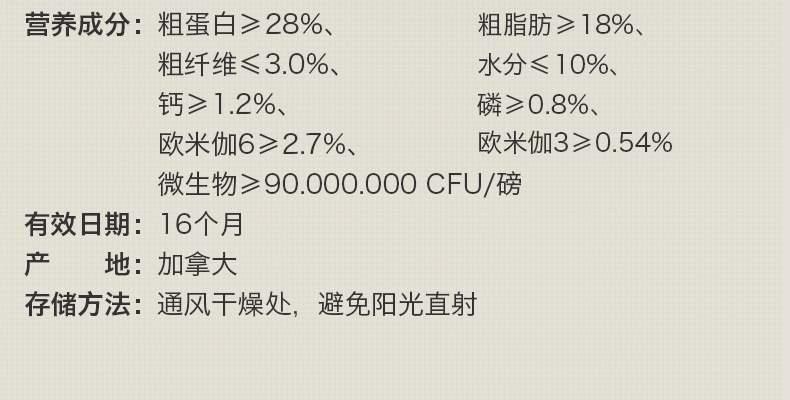 营养成分：粗蛋白≥28%、 粗脂肪≥18%、
粗纤维≤3.0%、 水分≤10%、
钙≥1.2%、 磷≥0.8%、
欧米伽6≥2.7%、 欧米伽3≥0.54%
微生物≥90.000.000 CFU/磅
有效日期：16个月
产 地：加拿大
存储方法：通风干燥处，避免阳光直射